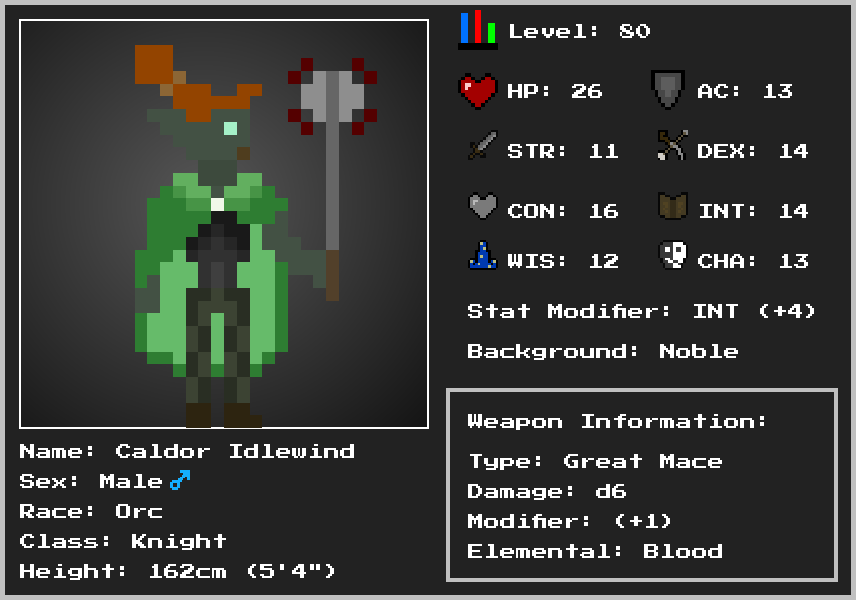 Level: 80
HP: 26 AC: 13
STR: 11 DEX: 14
CON: 16 INT: 14
WIS: 12 CHA: 13
Stat Modifier: INT (+4)
Background: Noble
Weapon Information:
Type: Great Mace
Damage: d6
Modifier: (+1)
Elemental: Blood
Name: Caldor Idlewind
Sex: Male♂
Race: Orc
Class: Knight
Height: 162cm (5'4")